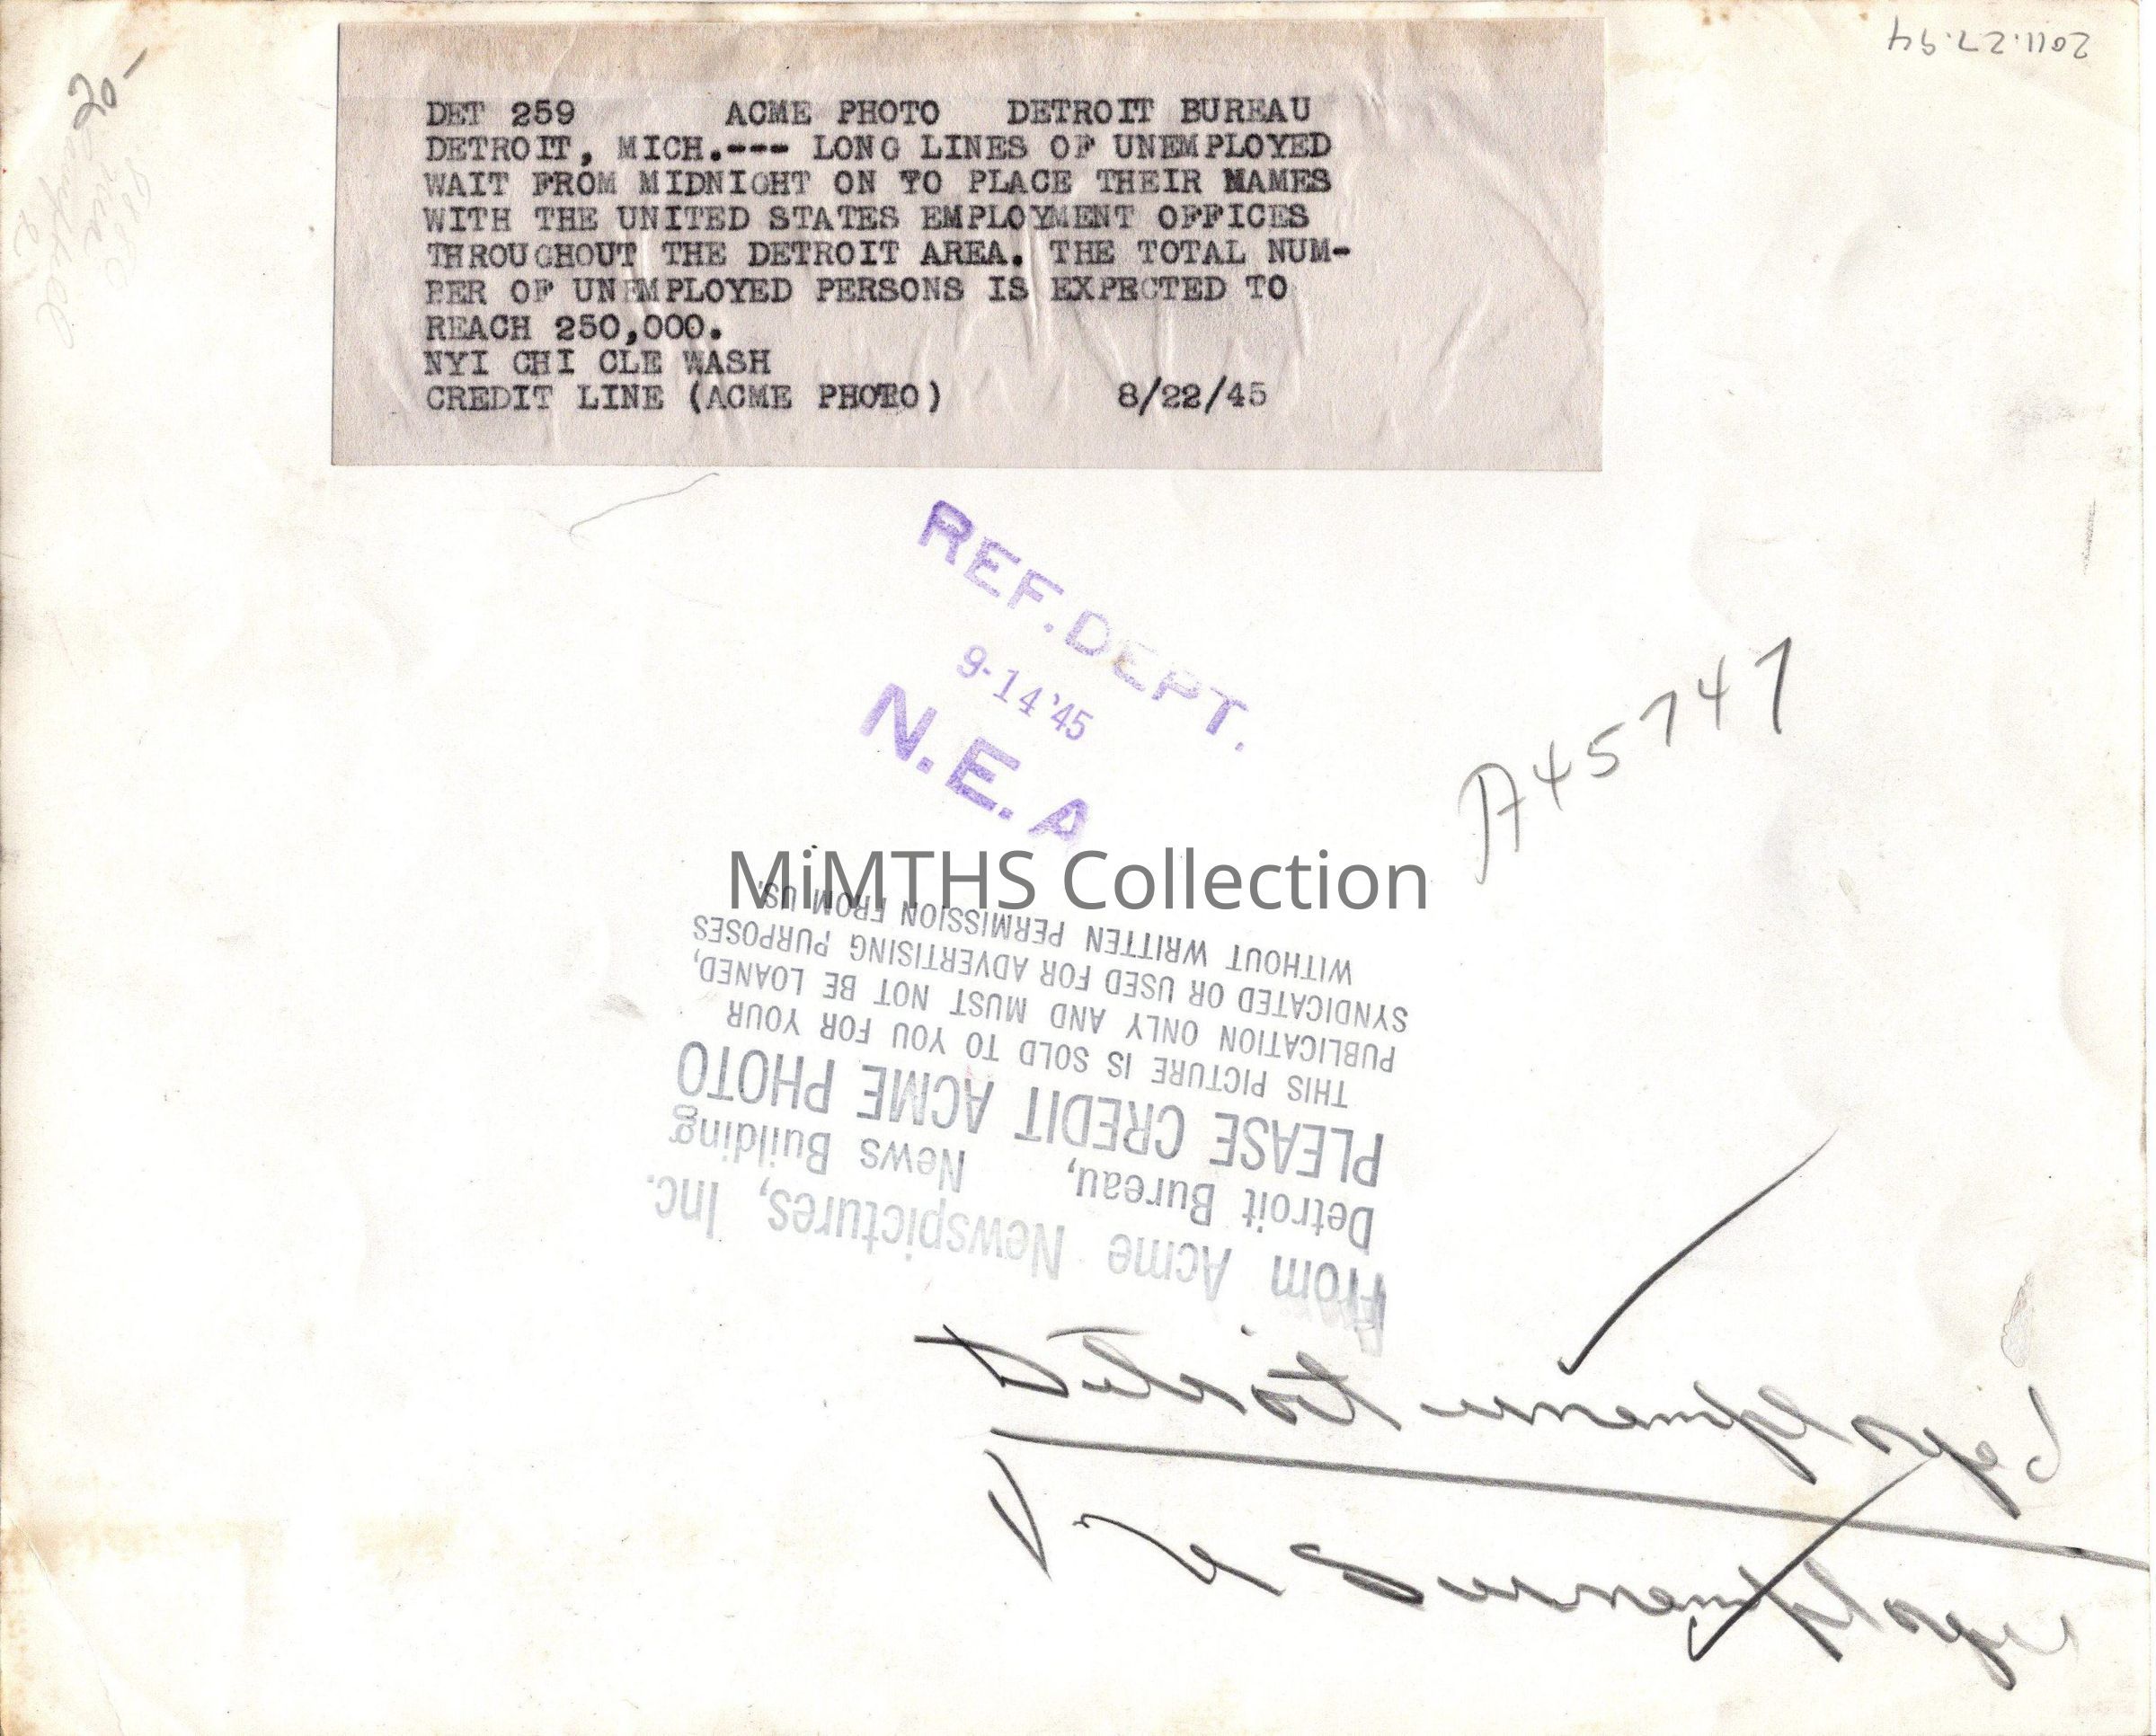 2011.27.94
20-
DET 259 ACME PHOTO DETROIT BUREAU
DETROIT, MICH.--- LONG LINES OF UNEMPLOYED
WAIT FROM MIDNIGHT ON TO PLACE THEIR NAMES
WITH THE UNITED STATES EMPLOYMENT OFFICES
THROUGHOUT THE DETROIT AREA. THE TOTAL NUM-
BER OF UNEMPLOYED PERSONS IS EXPECTED TO
REACH 250,000.
NYI CHI CLE WASH
CREDIT LINE (ACME PHOTO) 8/22/45
REF. DEPT.
9-14'45
N. E. A
A45747
MiMTHS Collection
From Acme Newspictures, Inc.
Detroit Bureau, News Building
PLEASE CREDIT ACME PHOTO
THIS PICTURE IS SOLD TO YOU FOR YOUR
PUBLICATION ONLY AND MUST NOT BE LOANED,
SYNDICATED OR USED FOR ADVERTISING PURPOSES
WITHOUT WRITTEN PERMISSION FROM US.
Detroit unemployed